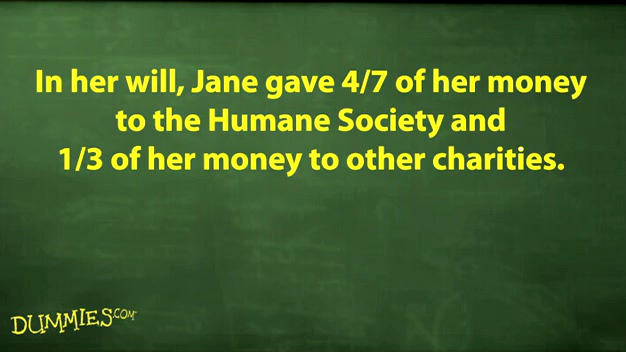 In her will, Jane gave 4/7 of her money
to the Humane Society and
1/3 of her money to other charities.
DUMMIES.COM